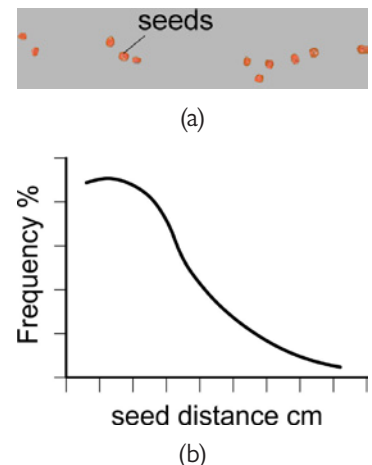 seeds
(a)
Frequency %
seed distance cm
(b)